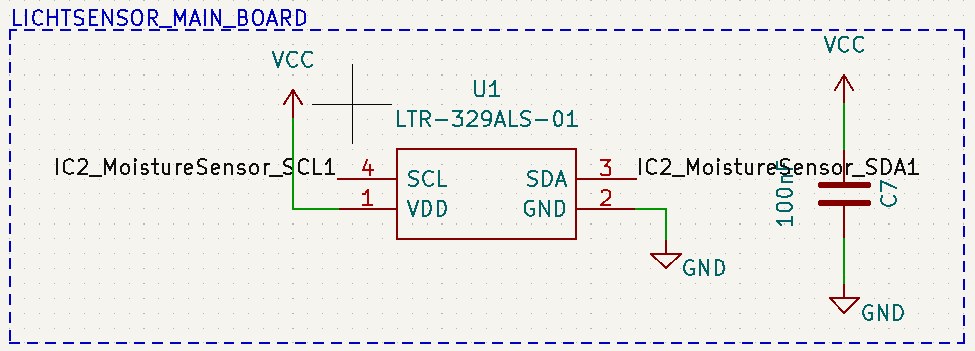 LICHTSENSOR_MAIN_BOARD
VCC
VCC
U1
LTR-329ALS-01
IC2_MoistureSensor_SCL1
4
3
IC2_MoistureSensor_SDA1
SCL
SDA
1
VDD
GND
2
100nF
C7
GND
GND